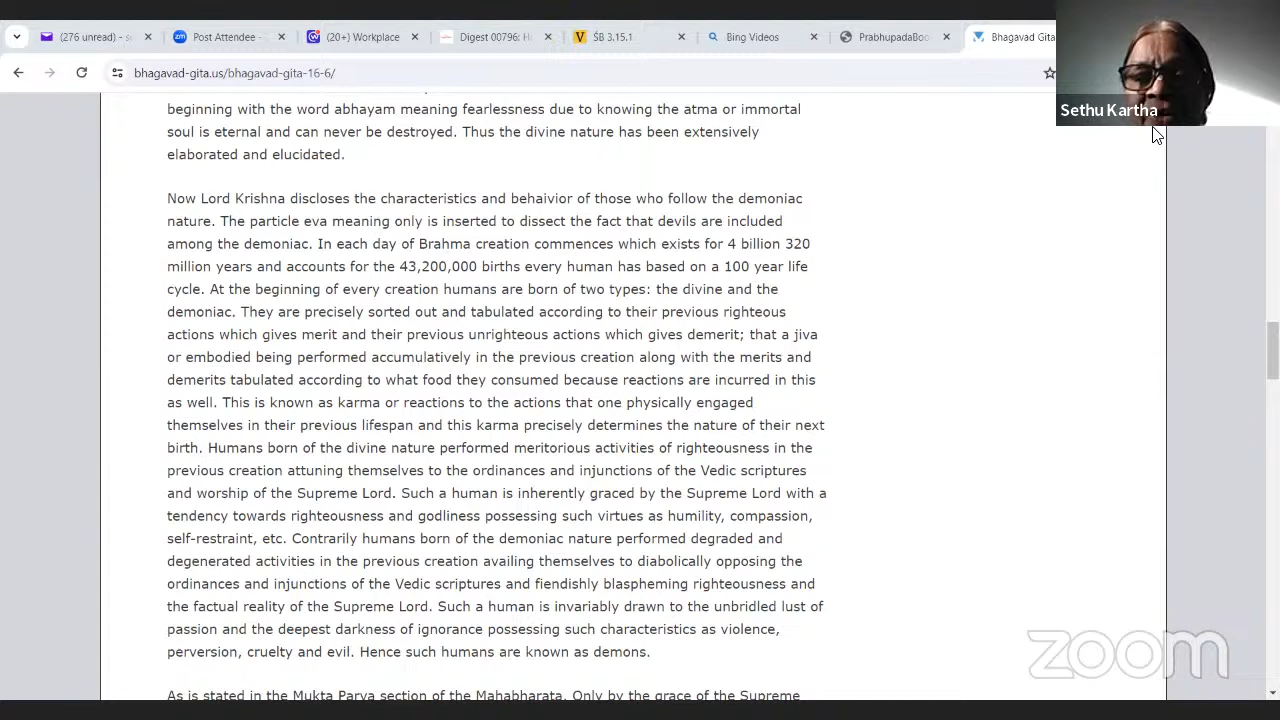 (276 unread) - s
Post Attendee -
(20+) Workplace
Digest 00796: H
ŚB 3.15.1
Bing Videos
PrabhupadaBoo
Bhagavad Gita
bhagavad-gita.us/bhagavad-gita-16-6/
Sethu Kartha
beginning with the word abhayam meaning fearlessness due to knowing the atma or immortal
soul is eternal and can never be destroyed. Thus the divine nature has been extensively
elaborated and elucidated.
Now Lord Krishna discloses the characteristics and behaivior of those who follow the demoniac
nature. The particle eva meaning only is inserted to dissect the fact that devils are included
among the demoniac. In each day of Brahma creation commences which exists for 4 billion 320
million years and accounts for the 43,200,000 births every human has based on a 100 year life
cycle. At the beginning of every creation humans are born of two types: the divine and the
demoniac. They are precisely sorted out and tabulated according to their previous righteous
actions which gives merit and their previous unrighteous actions which gives demerit; that a jiva
or embodied being performed accumulatively in the previous creation along with the merits and
demerits tabulated according to what food they consumed because reactions are incurred in this
as well. This is known as karma or reactions to the actions that one physically engaged
themselves in their previous lifespan and this karma precisely determines the nature of their next
birth. Humans born of the divine nature performed meritorious activities of righteousness in the
previous creation attuning themselves to the ordinances and injunctions of the Vedic scriptures
and worship of the Supreme Lord. Such a human is inherently graced by the Supreme Lord with a
tendency towards righteousness and godliness possessing such virtues as humility, compassion,
self-restraint, etc. Contrarily humans born of the demoniac nature performed degraded and
degenerated activities in the previous creation availing themselves to diabolically opposing the
ordinances and injunctions of the Vedic scriptures and fiendishly blaspheming righteousness and
the factual reality of the Supreme Lord. Such a human is invariably drawn to the unbridled lust of
passion and the deepest darkness of ignorance possessing such characteristics as violence,
perversion, cruelty and evil. Hence such humans are known as demons.
As is stated in the Mukta Parva section of the Mahabharata. Only by the grace of the Supreme
zoom